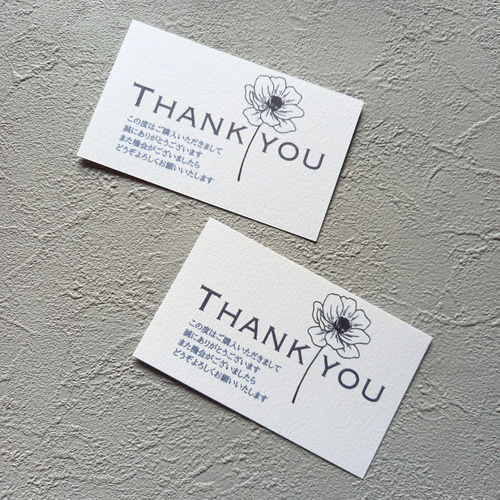 THANK YOU
この度はご購入いただきまして
誠にありがとうございます
また機会がございましたら
どうぞよろしくお願いいたします
THANK YOU
この度はご購入いただきまして
誠にありがとうございます
また機会がございましたら
どうぞよろしくお願いいたします